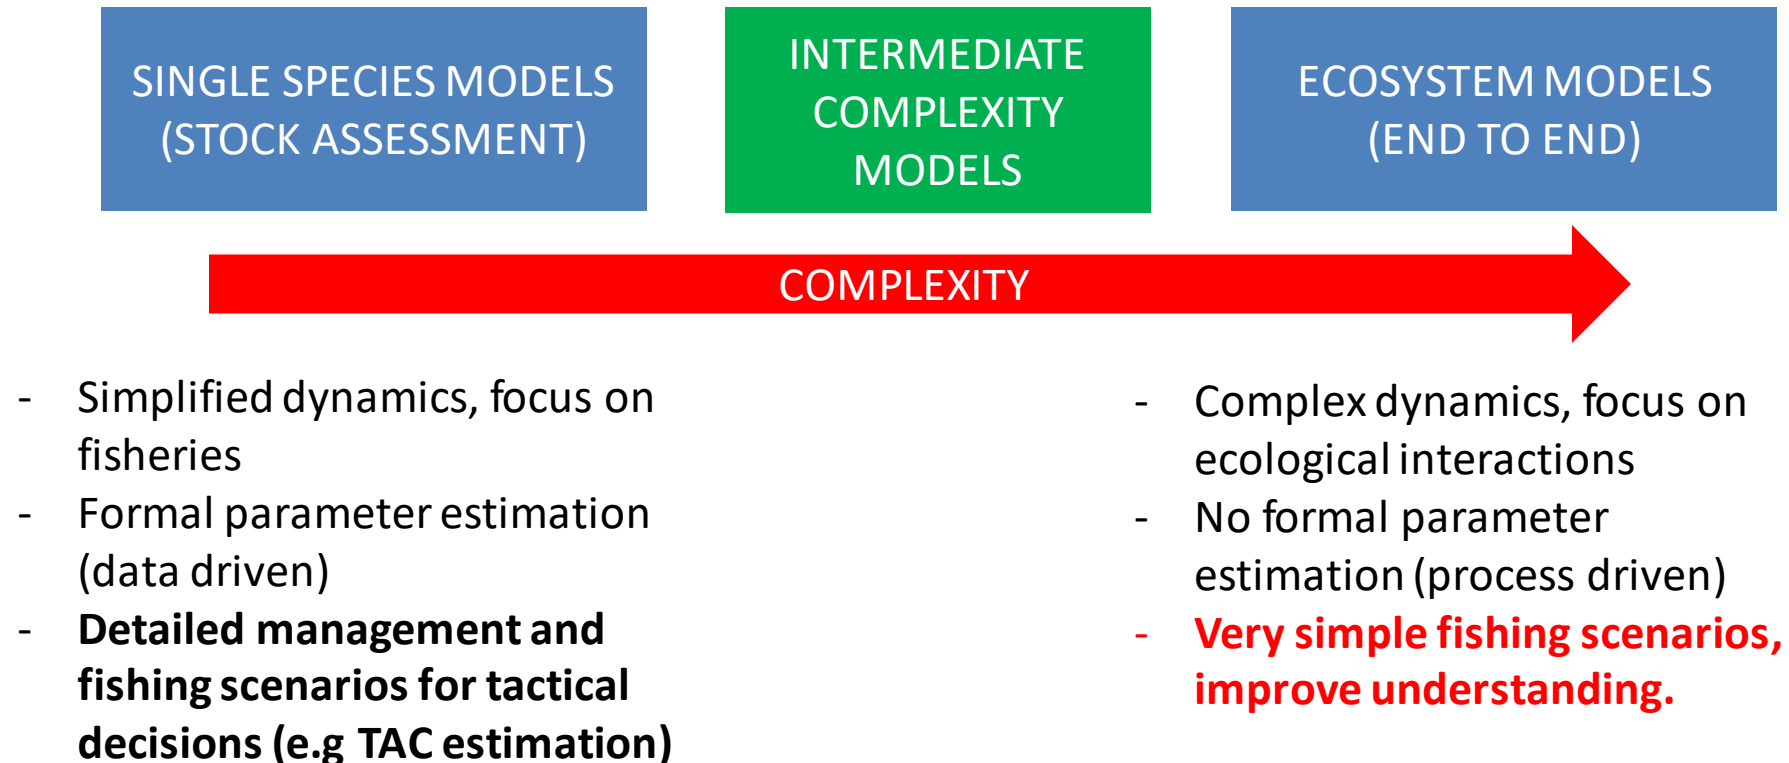 SINGLE SPECIES MODELS
(STOCK ASSESSMENT)
INTERMEDIATE
COMPLEXITY
MODELS
ECOSYSTEM MODELS
(END TO END)
COMPLEXITY
- Simplified dynamics, focus on
fisheries
- Formal parameter estimation
(data driven)
- Detailed management and
fishing scenarios for tactical
decisions (e.g TAC estimation)
- Complex dynamics, focus on
ecological interactions
- No formal parameter
estimation (process driven)
- Very simple fishing scenarios,
improve understanding.